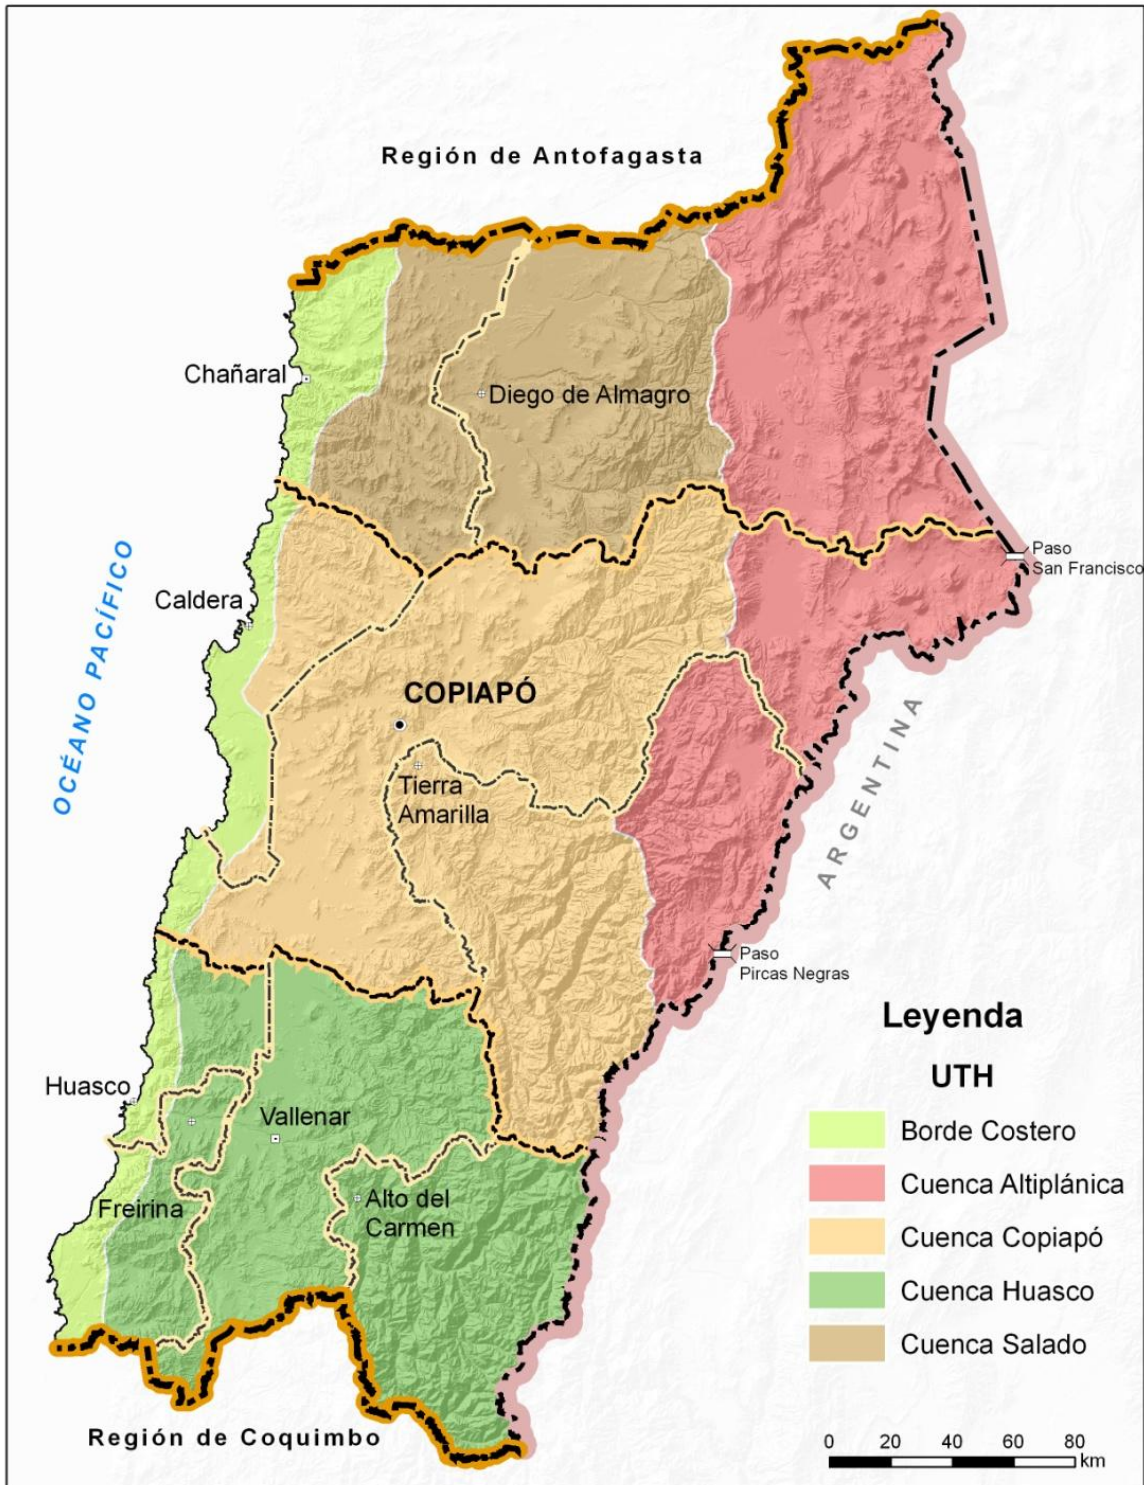 Región de Antofagasta
Chañaral
Diego de Almagro
Paso
San Francisco
Caldera
OCÉANO PACÍFICO
COPIAPÓ
Tierra
Amarilla
ARGENTINA
Paso
Pircas Negras
Huasco
Vallenar
Freirina
Alto del
Carmen
Región de Coquimbo
Leyenda
UTH
Borde Costero
Cuenca Altiplánica
Cuenca Copiapó
Cuenca Huasco
Cuenca Salado
0 20 40 60 80
km